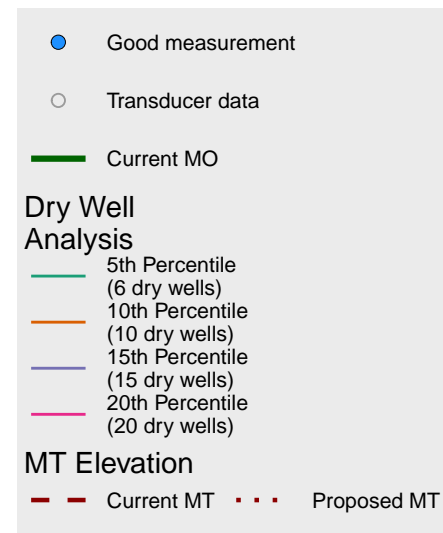 Good measurement
Transducer data
Current MO
Dry Well
Analysis
5th Percentile
(6 dry wells)
10th Percentile
(10 dry wells)
15th Percentile
(15 dry wells)
20th Percentile
(20 dry wells)
MT Elevation
Current MT Proposed MT